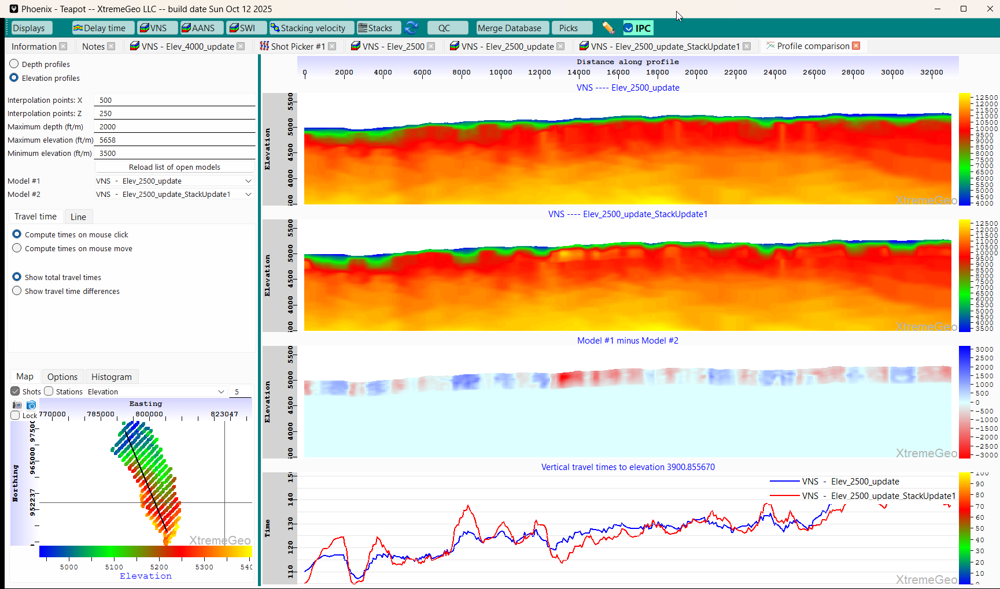 Phoenix - Teapot -- XtremeGeo LLC -- build date Sun Oct 12 2025
Displays Delay time VNS AANS SWI Stacking velocity Stacks QC Merge Database Picks IPC
Information Notes VNS - Elev_4000_update Shot Picker #1 VNS - Elev_2500 VNS - Elev_2500_update VNS - Elev_2500_update_StackUpdate1 Profile comparison
Depth profiles
Elevation profiles
Interpolation points: X 500
Interpolation points: Z 250
Maximum depth (ft/m) 2000
Maximum elevation (ft/m) 5658
Minimum elevation (ft/m) 3500
Reload list of open models
Model #1 VNS - Elev_2500_update
Model #2 VNS - Elev_2500_update_StackUpdate1
Travel time Line
Compute times on mouse click
Compute times on mouse move
Show total travel times
Show travel time differences
Map Options Histogram
Shots Stations Elevation 5
Easting
Lock 770000 785000 800000 823047
Northing
97500
965000
952237
XtremeGeo
5000 5100 5200 5300 540
Elevation
Distance along profile
0 2000 4000 6000 8000 10000 12000 14000 16000 18000 20000 22000 24000 26000 28000 30000 32000
VNS ---- Elev_2500_update
Elevation
5500
5000
4500
4000
500
XtremeGeo
12500
11500
10500
9500
9000
8500
8000
7500
7000
6500
6000
5500
5000
4500
4000
VNS ---- Elev_2500_update_StackUpdate1
Elevation
5500
5000
4500
4000
500
XtremeGeo
12500
11500
11000
10500
10000
9500
9000
8500
8000
7500
7000
6500
6000
5500
5000
4500
4000
3500
Model #1 minus Model #2
Elevation
5500
5000
4500
4000
500
XtremeGeo
3000
2500
2000
1500
1000
500
0
-500
-1000
-1500
-2000
-2500
-3000
Vertical travel times to elevation 3900.855670
Time
15
140
130
120
110
VNS - Elev_2500_update
VNS - Elev_2500_update_StackUpdate1
XtremeGeo
100
90
80
70
60
50
40
30
20
10
0